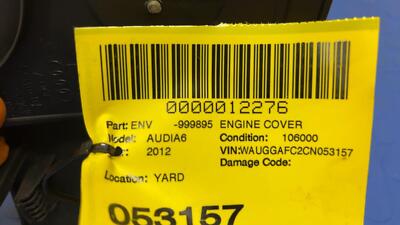 0000012276
Part: ENV -999895 ENGINE COVER
Model: AUDIA6 Condition: 106000
2012 VIN:WAUGGAFC2CN053157
Damage Code:
Location: YARD
053157